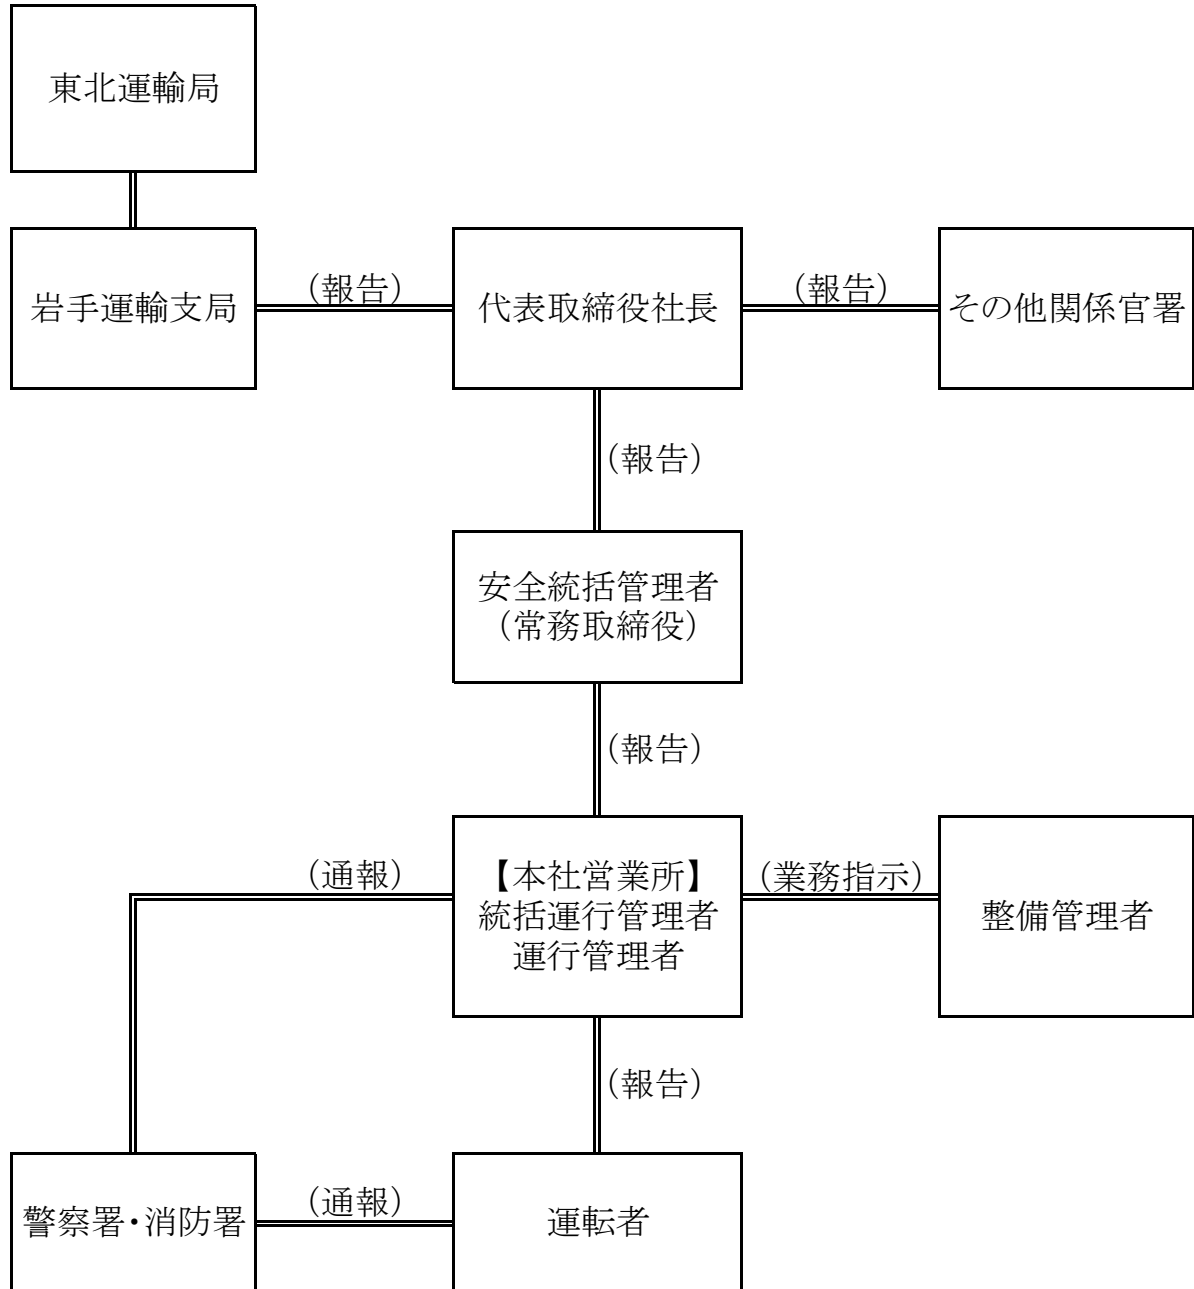 東北運輸局
岩手運輸支局
（報告）
代表取締役社長
（報告）
その他関係官署
（報告）
安全統括管理者
（常務取締役）
（報告）
（通報）
【本社営業所】
統括運行管理者
運行管理者
（業務指示）
整備管理者
（報告）
警察署・消防署
（通報）
運転者